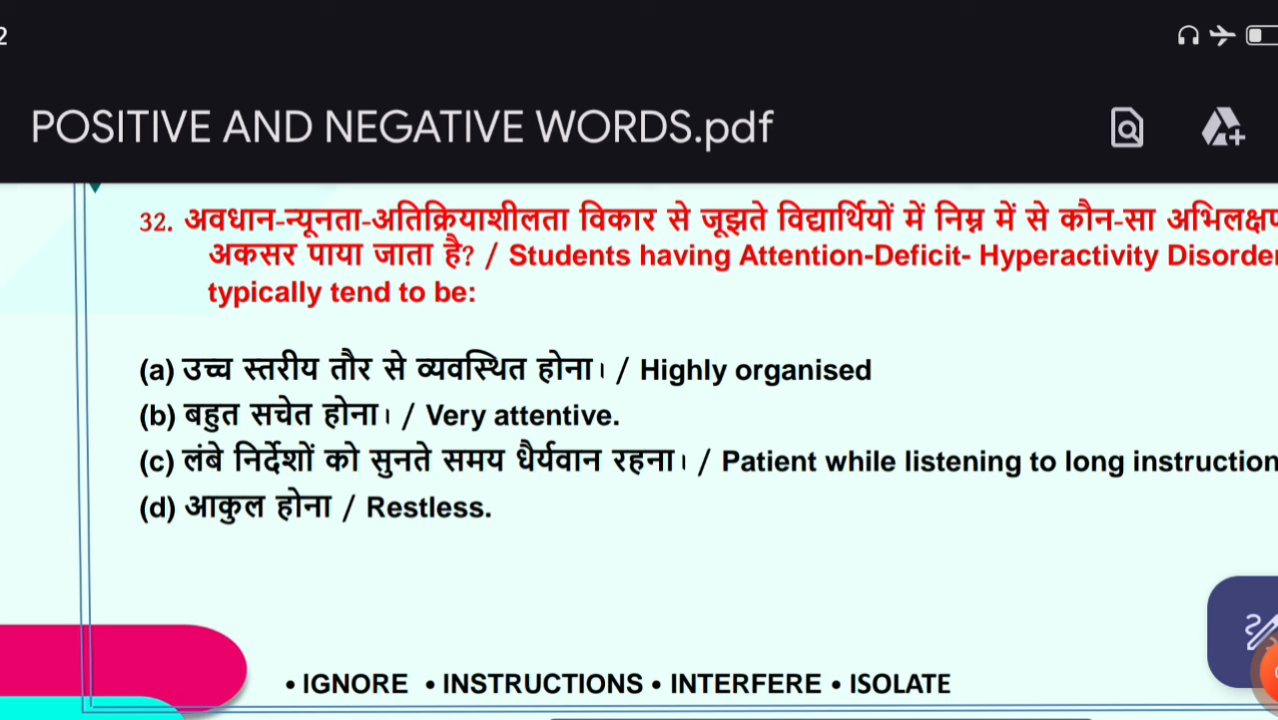 2
POSITIVE AND NEGATIVE WORDS.pdf
32. अवधान-न्यूनता-अतिक्रियाशीलता विकार से जूझते विद्यार्थियों में निम्न में से कौन-सा
अकसर पाया जाता है? / Students having Attention-Deficit- Hyperactivity
typically tend to be:
(a) उच्च स्तरीय तौर से व्यवस्थित होना। / Highly organised
(b) बहुत सचेत होना। / Very attentive.
(c) लंबे निर्देशों को सुनते समय धैर्यवान रहना। / Patient while listening to long instruction
(d) आकुल होना / Restless.
• IGNORE • INSTRUCTIONS • INTERFERE • ISOLATE